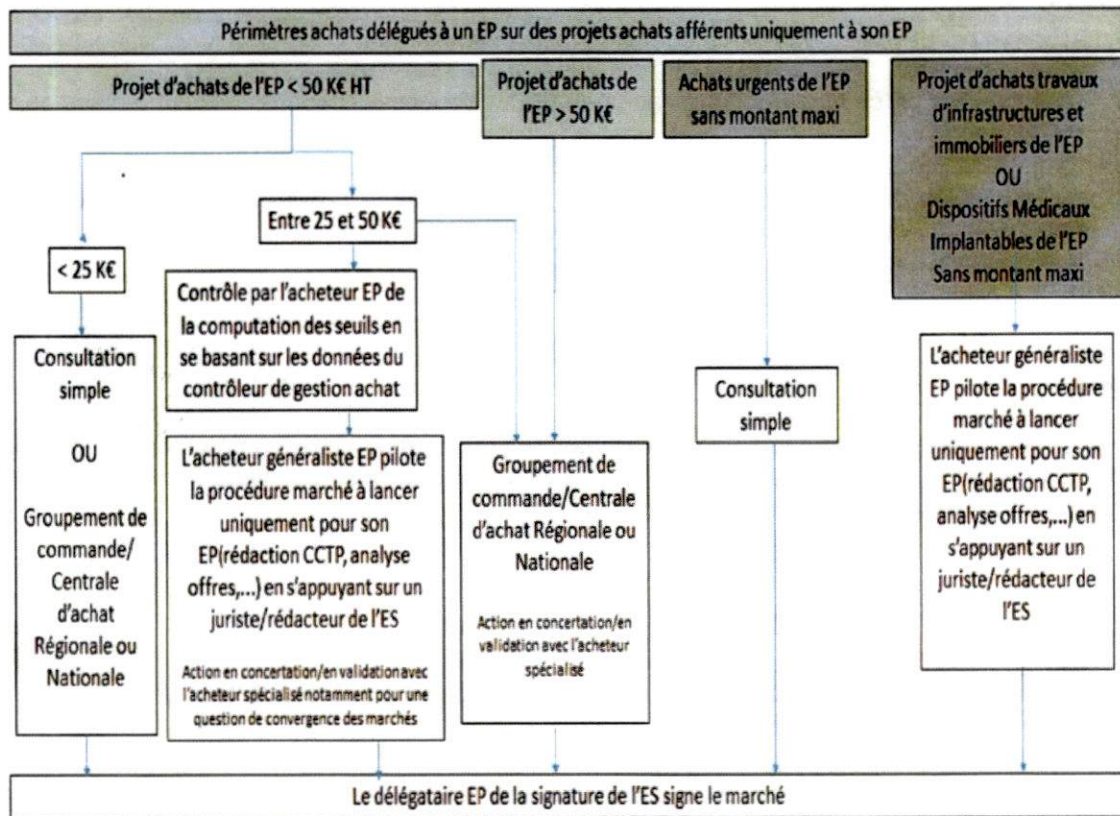 Périmètres achats délégués à un EP sur des projets achats afférents uniquement à son EP
Projet d'achats de l'EP < 50 K€ HT
Projet d'achats de
l'EP > 50 K€
Achats urgents de l'EP
sans montant maxi
Projet d'achats travaux
d'infrastructures et
immobiliers de l'EP
OU
Dispositifs Médicaux
Implantables de l'EP
Sans montant maxi
< 25 K€
Entre 25 et 50 K€
Consultation
simple
OU
Groupement de
commande/
Centrale
d'achat
Régionale ou
Nationale
Contrôle par l'acheteur EP de
la computation des seuils en
se basant sur les données du
contrôleur de gestion achat
L'acheteur généraliste EP pilote
la procédure marché à lancer
uniquement pour son
EP(rédaction CCTP, analyse
offres,...) en s'appuyant sur un
juriste/rédacteur de l'ES
Action en concertation/en validation avec
l'acheteur spécialisé notamment pour une
question de convergence des marchés
Groupement de
commande/Centrale
d'achat Régionale ou
Nationale
Action en concertation/en
validation avec l'acheteur
spécialisé
Consultation
simple
L'acheteur généraliste
EP pilote la procédure
marché à lancer
uniquement pour son
EP(rédaction CCTP,
analyse offres,...) en
s'appuyant sur un
juriste/rédacteur de
l'ES
Le délégataire EP de la signature de l'ES signe le marché